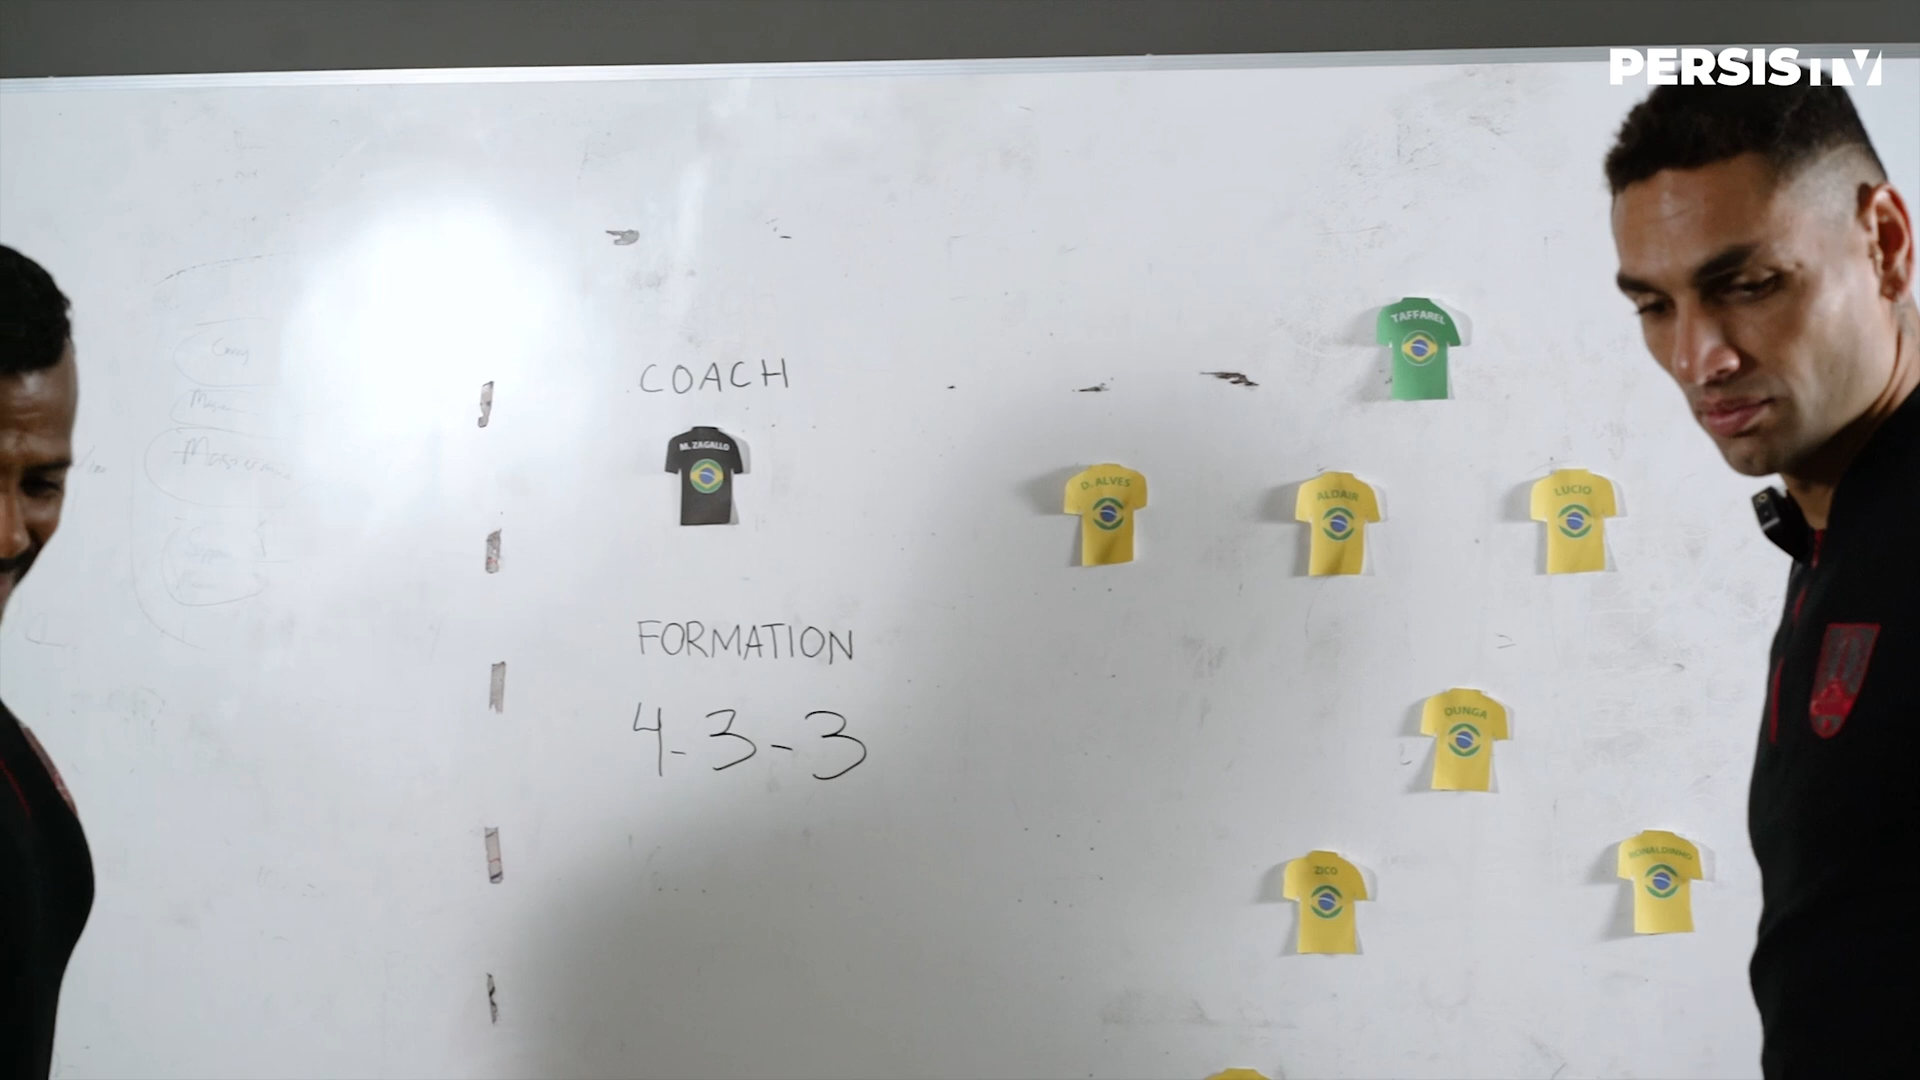 PERSIS TV
TAFFAREL
COACH
M. ZAGALLO
D. ALVES
ALDAIR
LUCIO
FORMATION
4-3-3
DUNGA
ZICO
RONALDINHO